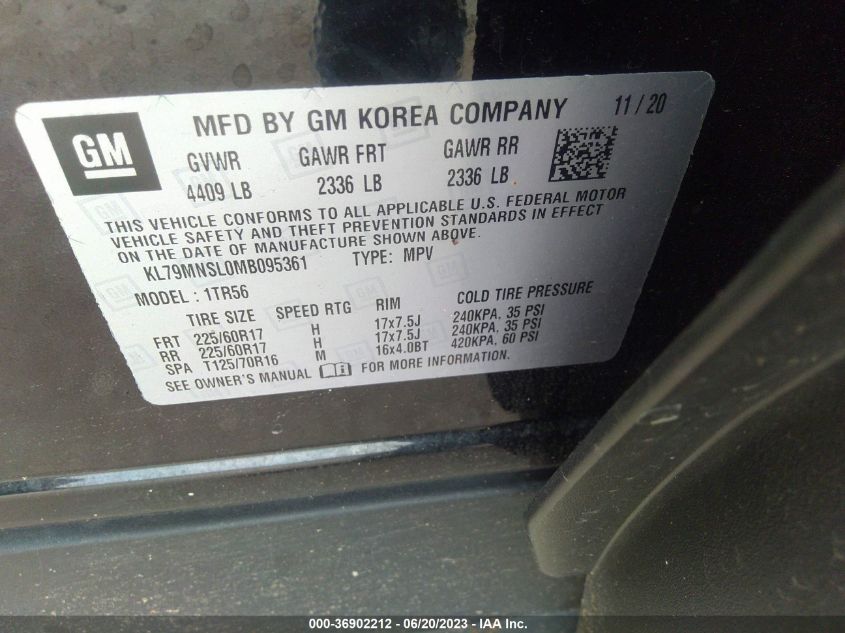 GM
MFD BY GM KOREA COMPANY 11/20
GVWR GAWR FRT GAWR RR
4409 LB 2336 LB 2336 LB
THIS VEHICLE CONFORMS TO ALL APPLICABLE U.S. FEDERAL MOTOR
VEHICLE SAFETY AND THEFT PREVENTION STANDARDS IN EFFECT
ON THE DATE OF MANUFACTURE SHOWN ABOVE.
KL79MNSL0MB095361 TYPE: MPV
MODEL: 1TR56
TIRE SIZE SPEED RTG RIM COLD TIRE PRESSURE
FRT 225/60R17 H 17x7.5J 240KPA, 35 PSI
RR 225/60R17 H 17x7.5J 240KPA, 35 PSI
SPA T125/70R16 M 16x4.0BT 420KPA, 60 PSI
SEE OWNER'S MANUAL FOR MORE INFORMATION.
000-36902212 - 06/20/2023 - IAA Inc.